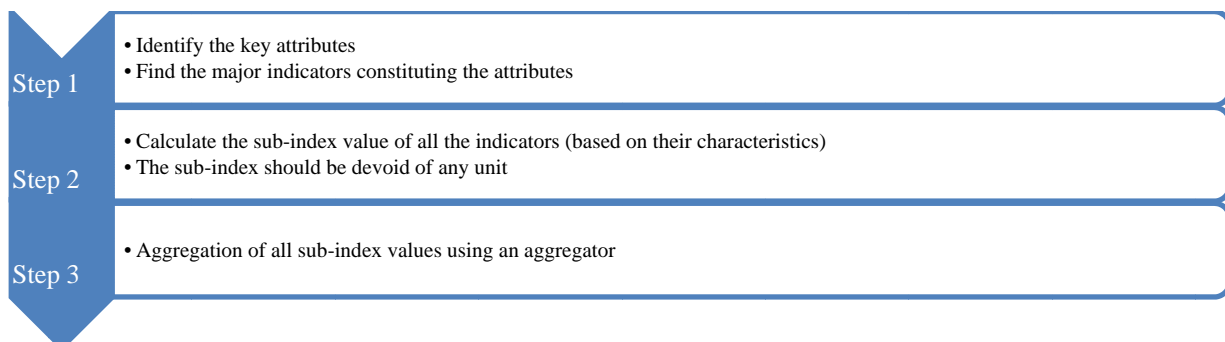 • Identify the key attributes
• Find the major indicators constituting the attributes
Step 1
• Calculate the sub-index value of all the indicators (based on their characteristics)
• The sub-index should be devoid of any unit
Step 2
• Aggregation of all sub-index values using an aggregator
Step 3